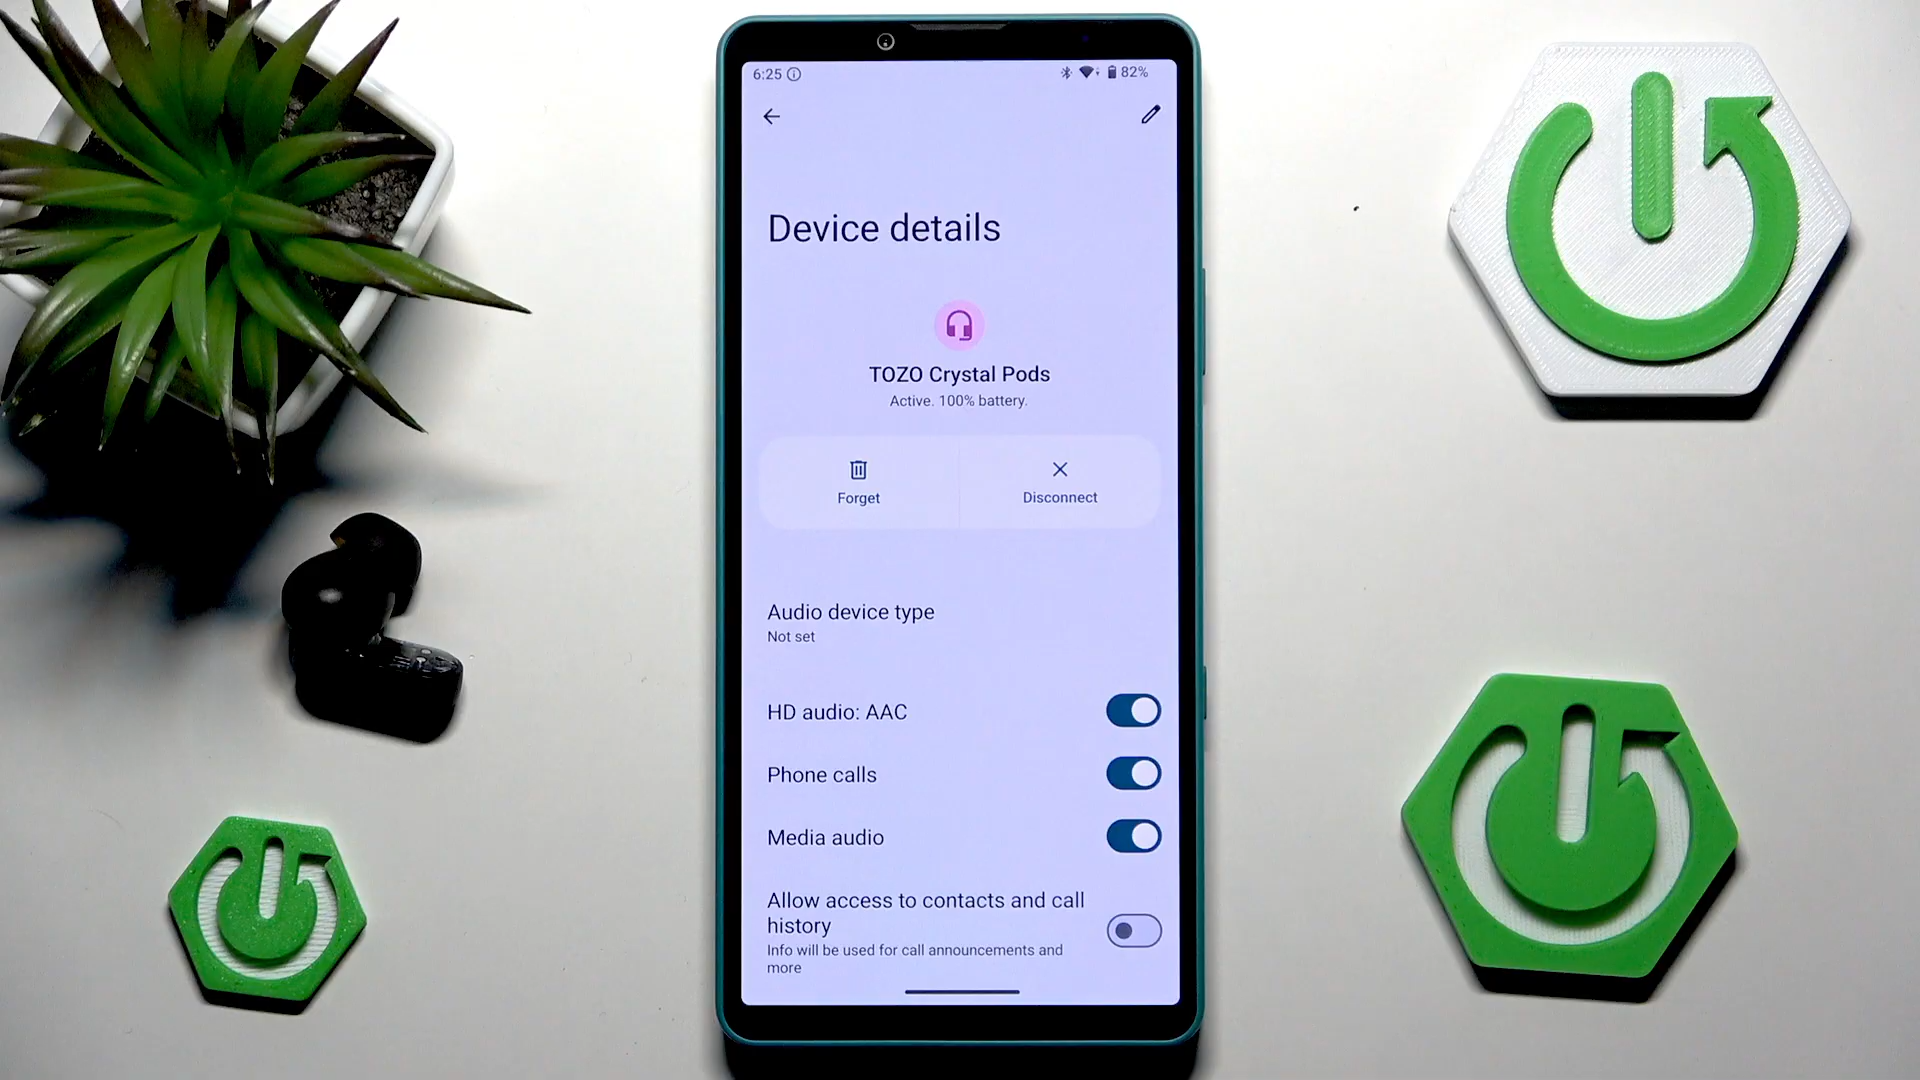 6:25
82%
Device details
TOZO Crystal Pods
Active. 100% battery.
Forget
Disconnect
Audio device type
Not set
HD audio: AAC
Phone calls
Media audio
Allow access to contacts and call
history
Info will be used for call announcements and
more